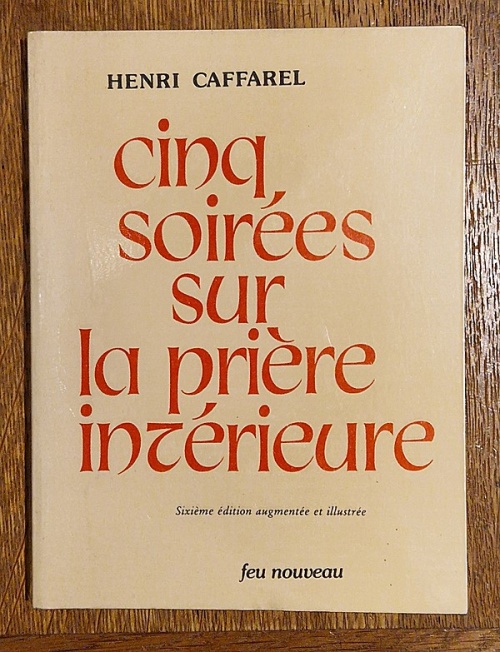 HENRI CAFFAREL
cinq
soirées
sur
la prière
intérieure
Sixième édition augmentée et illustrée
feu nouveau